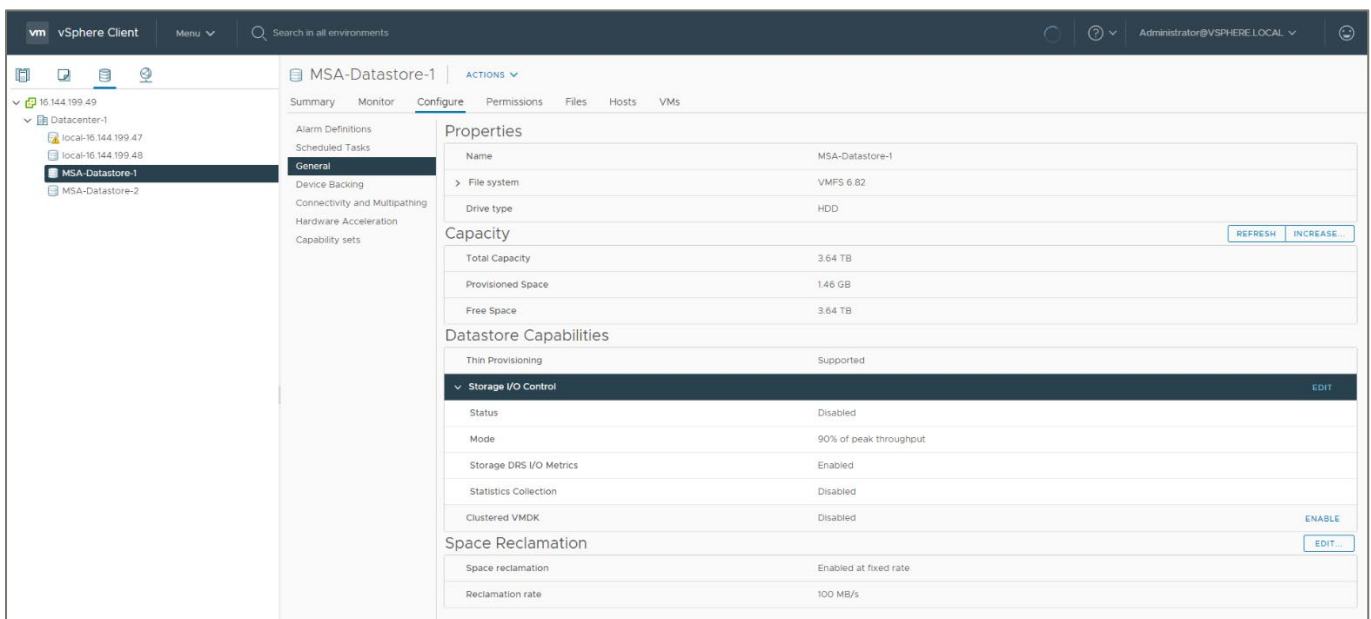 vm vSphere Client Menu Search in all environments Administrator@VSPHERE.LOCAL
16.144.199.49
Datacenter-1
local-16.144.199.47
local-16.144.199.48
MSA-Datastore-1
MSA-Datastore-2
MSA-Datastore-1 ACTIONS
Summary Monitor Configure Permissions Files Hosts VMs
Alarm Definitions
Scheduled Tasks
General
Device Backing
Connectivity and Multipathing
Hardware Acceleration
Capability sets
Properties
Name MSA-Datastore-1
File system VMFS 6.82
Drive type HDD
Capacity REFRESH INCREASE...
Total Capacity 3.64 TB
Provisioned Space 1.46 GB
Free Space 3.64 TB
Datastore Capabilities
Thin Provisioning Supported
Storage I/O Control EDIT
Status Disabled
Mode 90% of peak throughput
Storage DRS I/O Metrics Enabled
Statistics Collection Disabled
Clustered VMDK Disabled ENABLE
Space Reclamation EDIT...
Space reclamation Enabled at fixed rate
Reclamation rate 100 MB/s